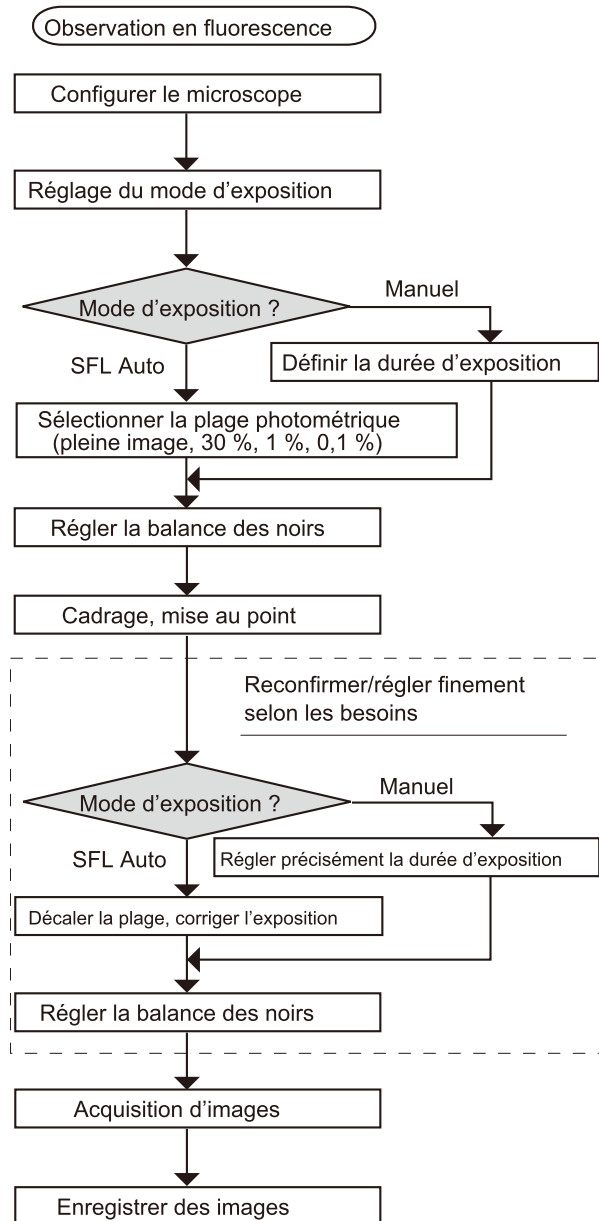 Observation en fluorescence
Configurer le microscope
Réglage du mode d’exposition
Mode d’exposition ?
Manuel
SFL Auto
Définir la durée d’exposition
Sélectionner la plage photométrique
(pleine image, 30 %, 1 %, 0,1 %)
Régler la balance des noirs
Cadrage, mise au point
Reconfirmer/régler finement
selon les besoins
Mode d’exposition ?
Manuel
SFL Auto
Régler précisément la durée d’exposition
Décaler la plage, corriger l’exposition
Régler la balance des noirs
Acquisition d’images
Enregistrer des images